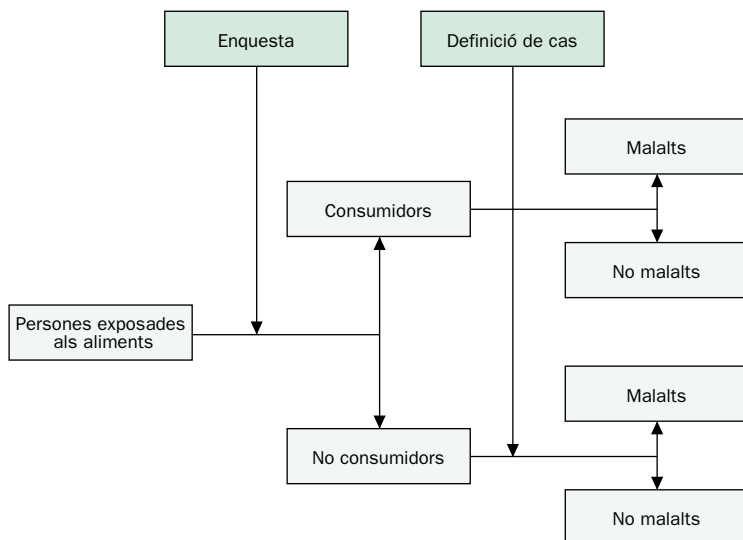 Enquesta
Definició de cas
Malalts
Consumidors
No malalts
Persones exposades
als aliments
Malalts
No consumidors
No malalts